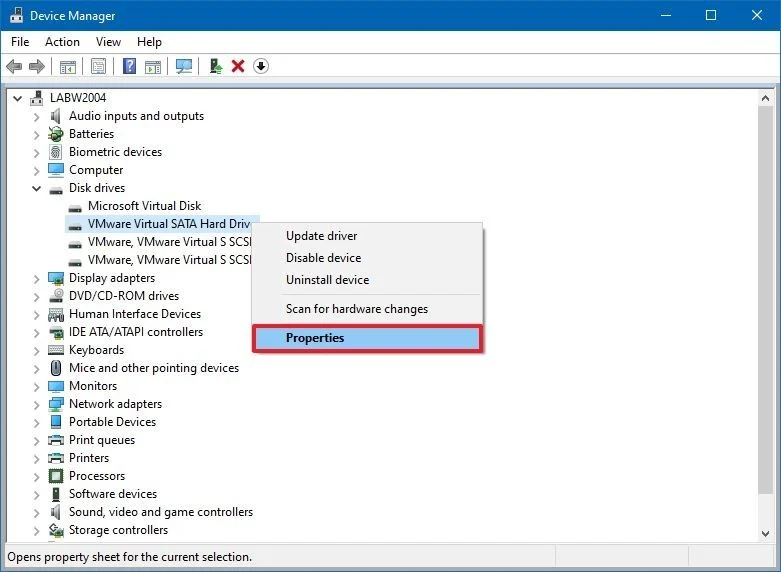 Device Manager
File Action View Help
LABW2004
Audio inputs and outputs
Batteries
Biometric devices
Computer
Disk drives
Microsoft Virtual Disk
VMware Virtual SATA Hard Driv
VMware, VMware Virtual S SCSI
VMware, VMware Virtual S SCSI
Update driver
Disable device
Uninstall device
Scan for hardware changes
Properties
Display adapters
DVD/CD-ROM drives
Human Interface Devices
IDE ATA/ATAPI controllers
Keyboards
Mice and other pointing devices
Monitors
Network adapters
Portable Devices
Print queues
Printers
Processors
Software devices
Sound, video and game controllers
Storage controllers
Opens property sheet for the current selection.